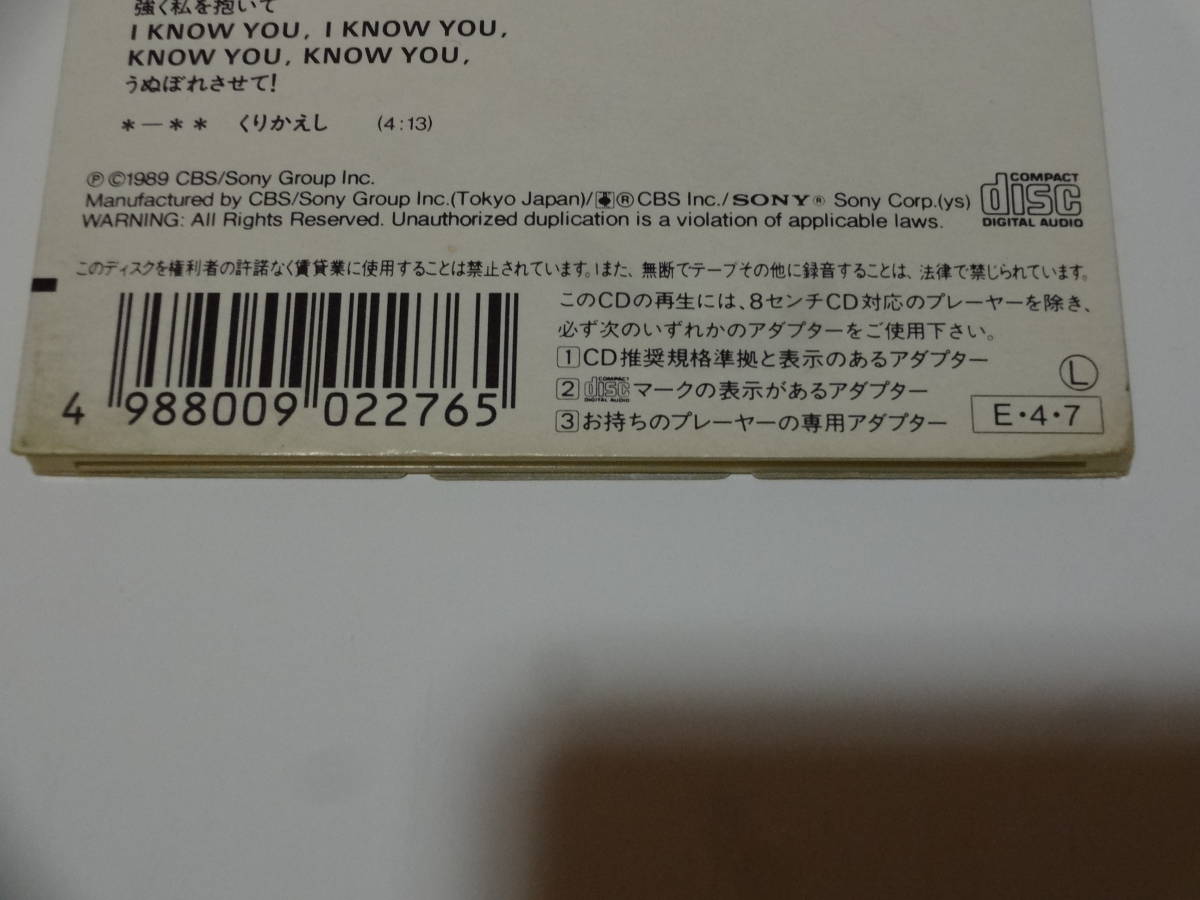 強く私を抱いて
I KNOW YOU, I KNOW YOU,
KNOW YOU, KNOW YOU,
うぬぼれさせて!
*—** くりかえし (4:13)
Ⓟ©1989 CBS/Sony Group Inc.
Manufactured by CBS/Sony Group Inc.(Tokyo Japan)/®CBS Inc./SONY® Sony Corp.(ys)
WARNING: All Rights Reserved. Unauthorized duplication is a violation of applicable laws.
COMPACT
disc
DIGITAL AUDIO
このディスクを権利者の許諾なく賃貸業に使用することは禁止されています。また、無断でテープその他に録音することは、法律で禁じられています。
このCDの再生には、8センチCD対応のプレーヤーを除き、
必ず次のいずれかのアダプターをご使用下さい。
1 CD推奨規格準拠と表示のあるアダプター
2 COMPACT disc DIGITAL AUDIO マークの表示があるアダプター
3 お持ちのプレーヤーの専用アダプター
Ⓛ
E・4・7
4 988009 022765